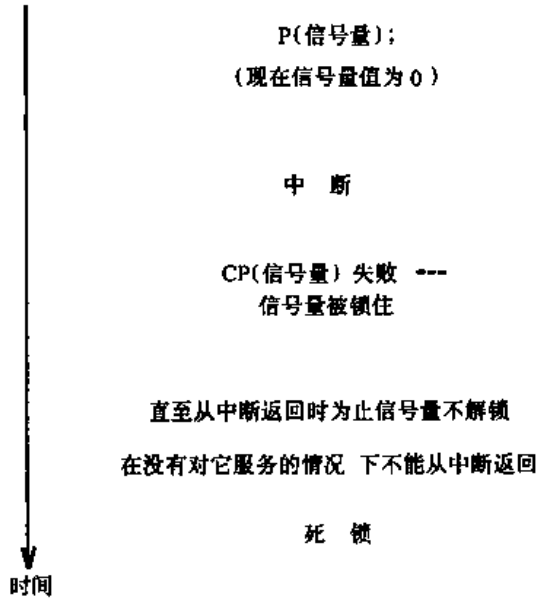 P(信号量);
(现在信号量值为0)
中 断
CP(信号量) 失败 ---
信号量被锁住
直至从中断返回时为止信号量不解锁
在没有对它服务的情况 下不能从中断返回
死 锁
时间